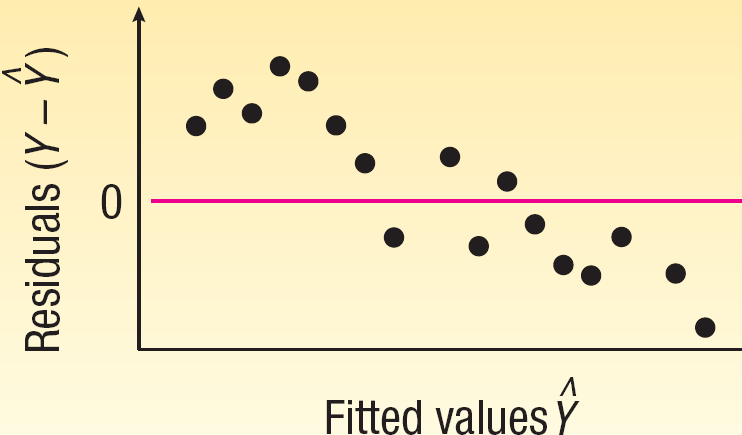 Residuals (Y – Ŷ)
0
Fitted values Ŷ